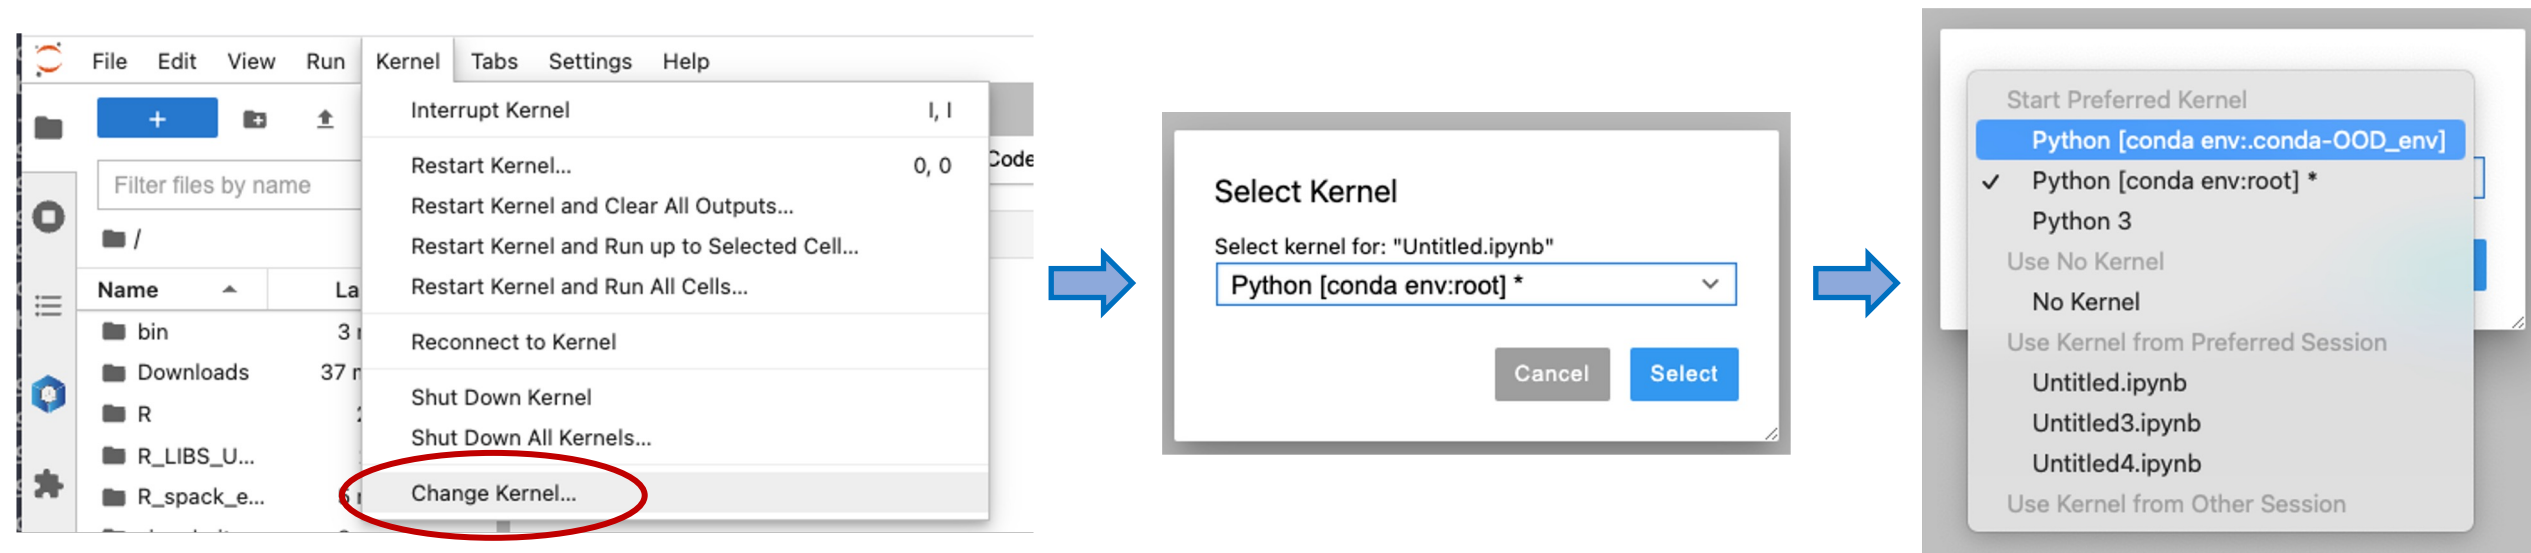 File Edit View Run Kernel Tabs Settings Help
+
Filter files by name
/
Name La
bin 3
Downloads 37
R
R_LIBS_U...
R_spack_e...
Interrupt Kernel I, I
Restart Kernel... 0, 0
Restart Kernel and Clear All Outputs...
Restart Kernel and Run up to Selected Cell...
Restart Kernel and Run All Cells...
Reconnect to Kernel
Shut Down Kernel
Shut Down All Kernels...
Change Kernel...
Code
Select Kernel
Select kernel for: "Untitled.ipynb"
Python [conda env:root] *
Cancel Select
Start Preferred Kernel
Python [conda env:.conda-OOD_env]
✓ Python [conda env:root] *
Python 3
Use No Kernel
No Kernel
Use Kernel from Preferred Session
Untitled.ipynb
Untitled3.ipynb
Untitled4.ipynb
Use Kernel from Other Session